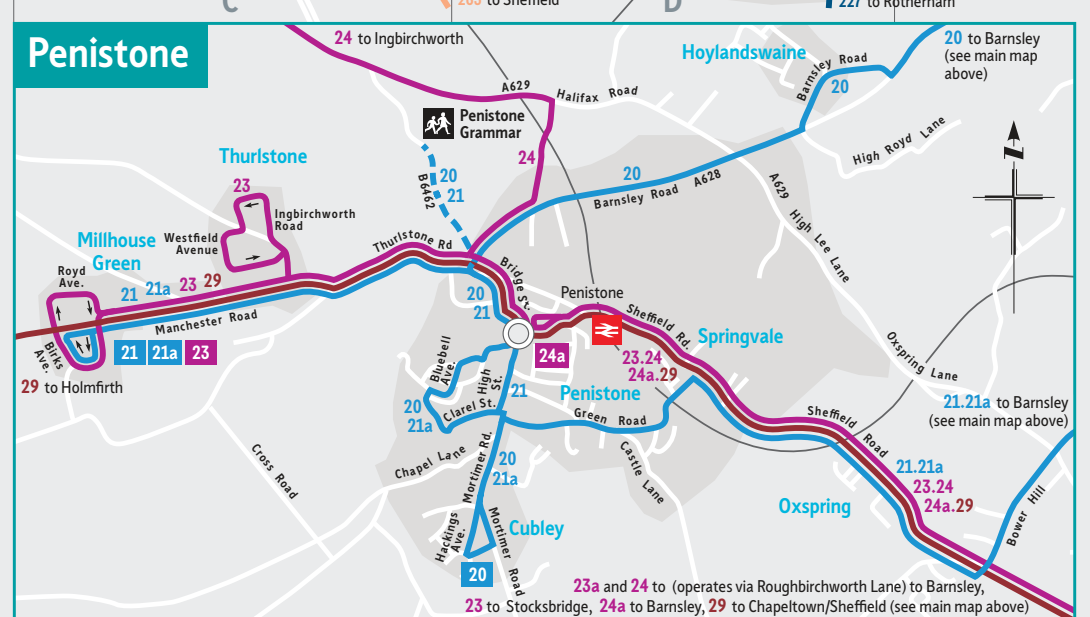 C
D
265 to Sheffield
227 to Rotherham
Penistone
24 to Ingbirchworth
A629
Halifax Road
Hoylandswaine
Barnsley Road
20
20 to Barnsley
(see main map
above)
Penistone
Grammar
High Royd Lane
N
Thurlstone
23
24
20
21
B6462
20
Barnsley Road A628
A629 High Lee Lane
Ingbirchworth
Road
Westfield
Avenue
Thurlstone Rd
Millhouse
Green
Royd
Ave.
21 21a 23 29
Manchester Road
Bridge St.
20
21
Penistone
Sheffield Rd.
Springvale
Birks Ave.
21 21a 23
24a
23.24
24a.29
29 to Holmfirth
Bluebell
Ave.
High
St.
21
Penistone
Oxspring Lane
20
21a
Clarel St.
Green Road
21.21a to Barnsley
(see main map above)
Sheffield Road
Cross Road
Chapel Lane
Mortimer Rd.
20
21a
Castle Lane
21.21a
23.24
24a.29
Hackings
Ave.
Mortimer Road
Cubley
Oxspring
Bower Hill
20
23a and 24 to (operates via Roughbirchworth Lane) to Barnsley,
23 to Stocksbridge, 24a to Barnsley, 29 to Chapeltown/Sheffield (see main map above)